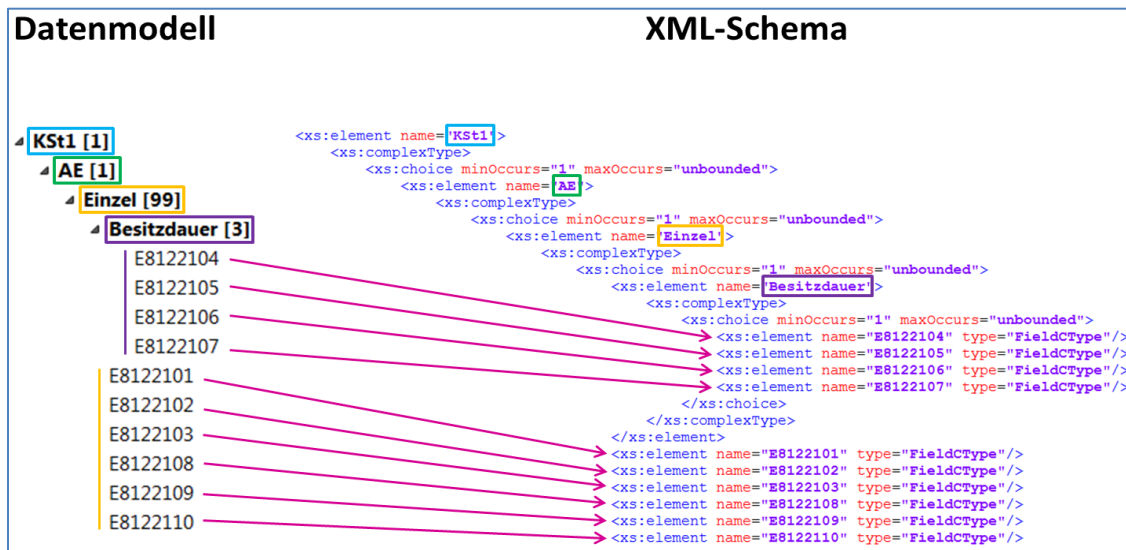 Datenmodell
XML-Schema
KSt1 [1]
AE [1]
Einzel [99]
Besitzdauer [3]
E8122104
E8122105
E8122106
E8122107
E8122101
E8122102
E8122103
E8122108
E8122109
E8122110
<xs:element name="KSt1">
<xs:complexType>
<xs:choice minOccurs="1" maxOccurs="unbounded">
<xs:element name="AE">
<xs:complexType>
<xs:choice minOccurs="1" maxOccurs="unbounded">
<xs:element name="Einzel">
<xs:complexType>
<xs:choice minOccurs="1" maxOccurs="unbounded">
<xs:element name="Besitzdauer">
<xs:complexType>
<xs:choice minOccurs="1" maxOccurs="unbounded">
<xs:element name="E8122104" type="FieldCType"/>
<xs:element name="E8122105" type="FieldCType"/>
<xs:element name="E8122106" type="FieldCType"/>
<xs:element name="E8122107" type="FieldCType"/>
</xs:choice>
</xs:complexType>
</xs:element>
<xs:element name="E8122101" type="FieldCType"/>
<xs:element name="E8122102" type="FieldCType"/>
<xs:element name="E8122103" type="FieldCType"/>
<xs:element name="E8122108" type="FieldCType"/>
<xs:element name="E8122109" type="FieldCType"/>
<xs:element name="E8122110" type="FieldCType"/>